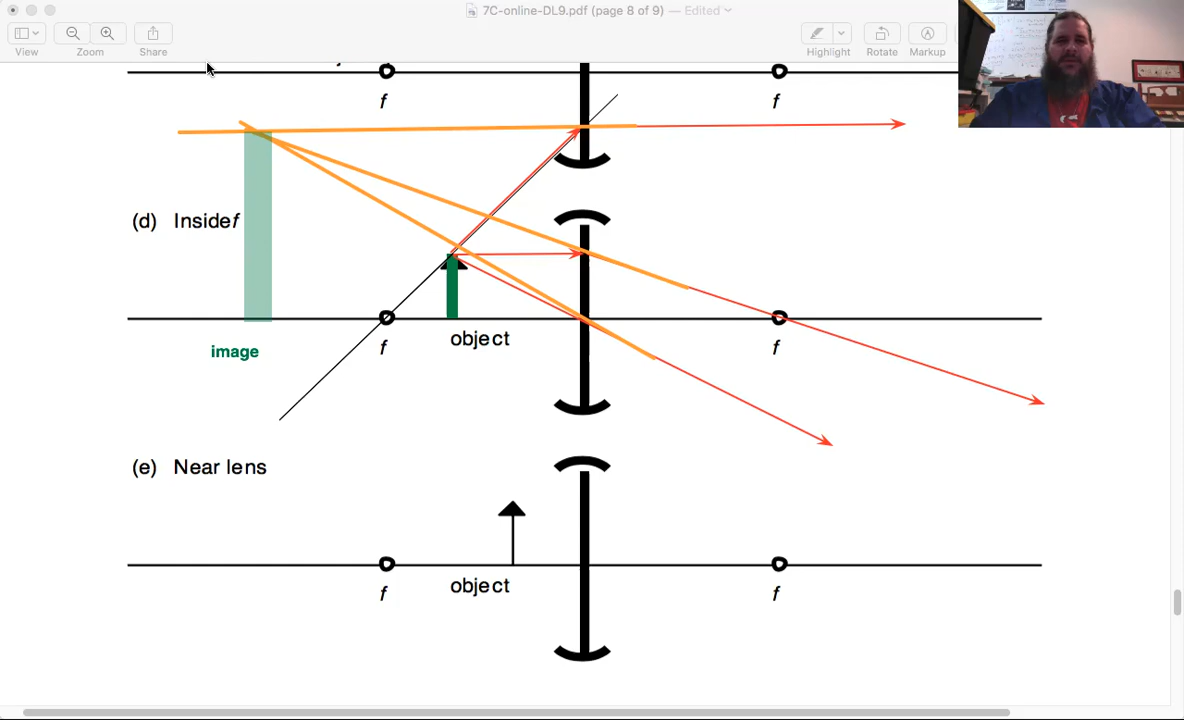 7C-online-DL9.pdf (page 8 of 9) — Edited
View
Zoom
Share
Highlight
Rotate
Markup
f
f
(d) Insidef
object
f
f
image
(e) Near lens
object
f
f